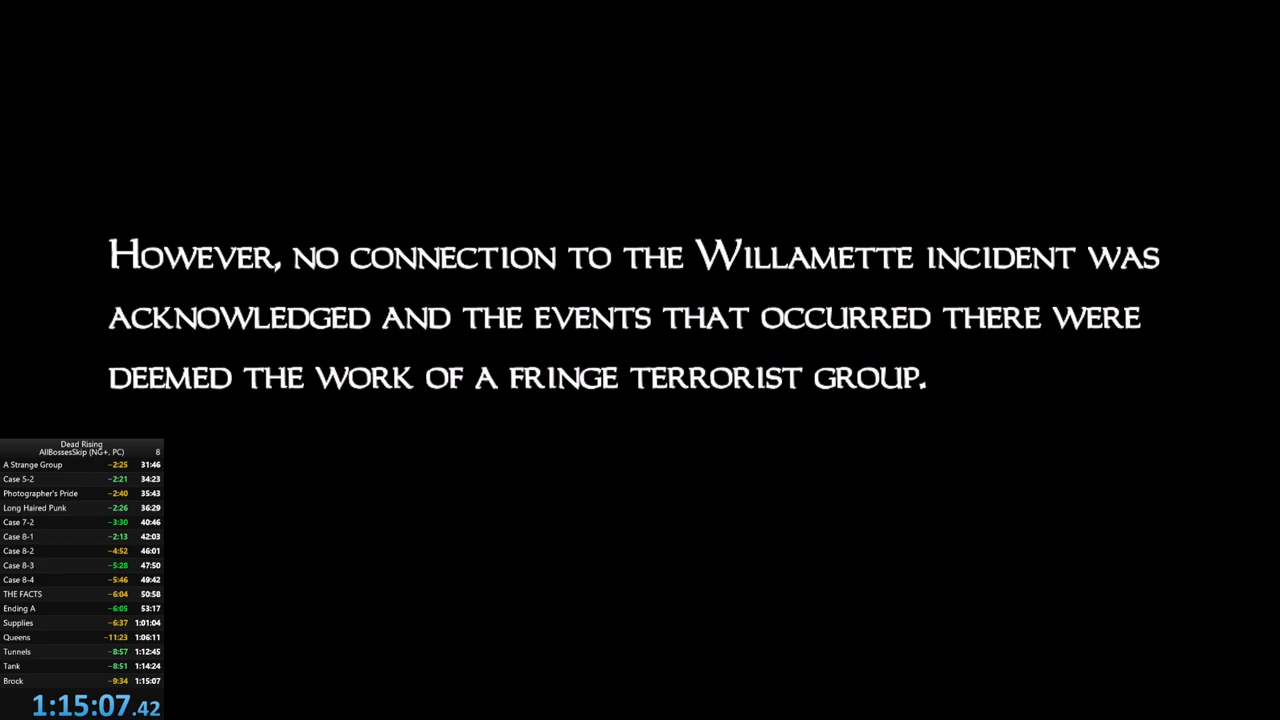 However, no connection to the Willamette incident was
acknowledged and the events that occurred there were
deemed the work of a fringe terrorist group.
Dead Rising
AllBossesSkip (NG+, PC) 8
A Strange Group −2:25 31:46
Case 5-2 −2:21 34:23
Photographer's Pride −2:40 35:43
Long Haired Punk −2:26 36:29
Case 7-2 −3:30 40:46
Case 8-1 −2:13 42:03
Case 8-2 −4:52 46:01
Case 8-3 −5:28 47:50
Case 8-4 −5:46 49:42
THE FACTS −6:04 50:58
Ending A −6:05 53:17
Supplies −6:37 1:01:04
Queens −11:23 1:06:11
Tunnels −8:57 1:12:45
Tank −8:51 1:14:24
Brock −9:34 1:15:07
1:15:07.42